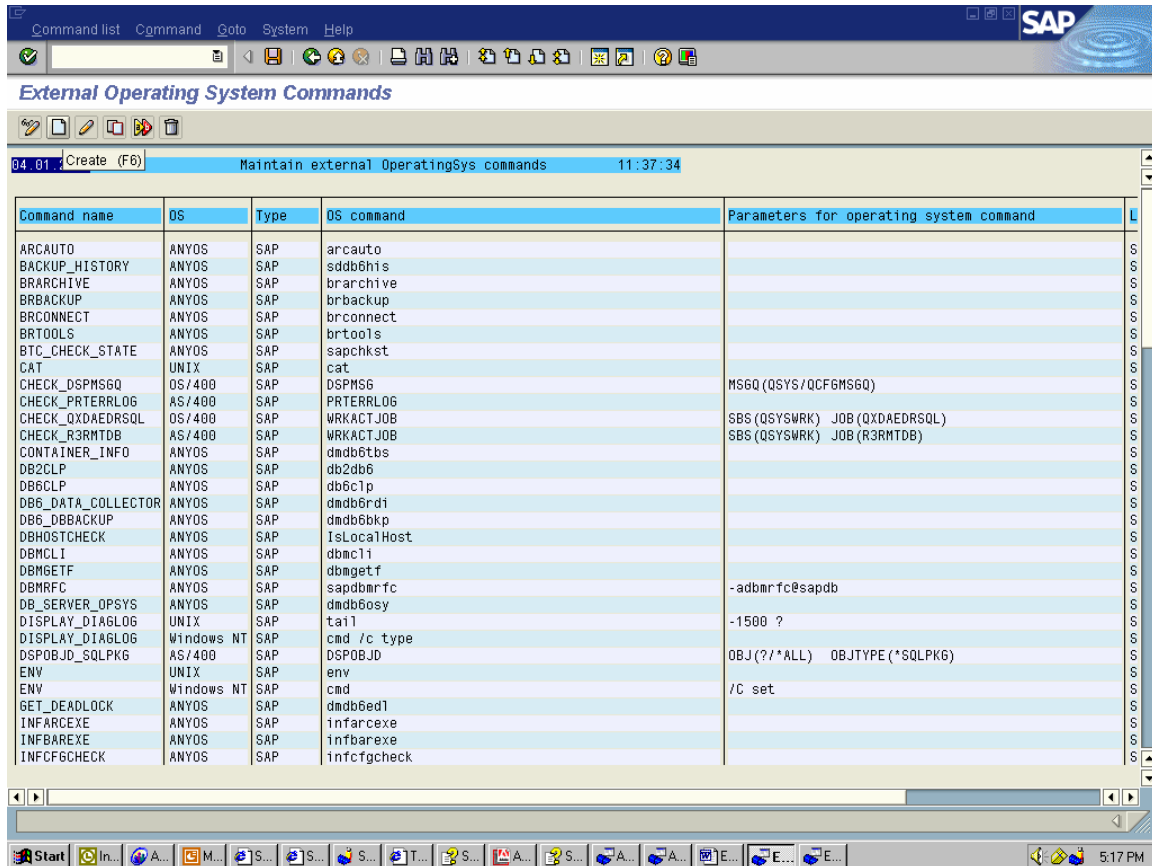 Command list Command Goto System Help
SAP
External Operating System Commands
Create (F6)
04.01. Maintain external OperatingSys commands 11:37:34
Command name OS Type OS command Parameters for operating system command L
ARCAUTO ANYOS SAP arcauto S
BACKUP_HISTORY ANYOS SAP sddb6his S
BRARCHIVE ANYOS SAP brarchive S
BRBACKUP ANYOS SAP brbackup S
BRCONNECT ANYOS SAP brconnect S
BRTOOLS ANYOS SAP brtools S
BTC_CHECK_STATE ANYOS SAP sapchkst S
CAT UNIX SAP cat S
CHECK_DSPMSGQ OS/400 SAP DSPMSG MSGQ(QSYS/QCFGMSGQ) S
CHECK_PRTERRLOG AS/400 SAP PRTERRLOG S
CHECK_QXDAEDRSQL OS/400 SAP WRKACTJOB SBS(QSYSWRK) JOB(QXDAEDRSQL) S
CHECK_R3RMTDB AS/400 SAP WRKACTJOB SBS(QSYSWRK) JOB(R3RMTDB) S
CONTAINER_INFO ANYOS SAP dmdb6tbs S
DB2CLP ANYOS SAP db2db6 S
DB6CLP ANYOS SAP db6clp S
DB6_DATA_COLLECTOR ANYOS SAP dmdb6rdi S
DB6_DBBACKUP ANYOS SAP dmdb6bkp S
DBHOSTCHECK ANYOS SAP IsLocalHost S
DBMCLI ANYOS SAP dbmcli S
DBMGETF ANYOS SAP dbmgetf S
DBMRFC ANYOS SAP sapdbmrfc -adbmrfc@sapdb S
DB_SERVER_OPSYS ANYOS SAP dmdb6osy S
DISPLAY_DIAGLOG UNIX SAP tail -1500 ? S
DISPLAY_DIAGLOG Windows NT SAP cmd /c type S
DSPOBJD_SQLPKG AS/400 SAP DSPOBJD OBJ(?/*ALL) OBJTYPE(*SQLPKG) S
ENV UNIX SAP env S
ENV Windows NT SAP cmd /C set S
GET_DEADLOCK ANYOS SAP dmdb6edl S
INFARCEXE ANYOS SAP infarcexe S
INFBAREXE ANYOS SAP infbarexe S
INFCFGCHECK ANYOS SAP infcfgcheck S
Start In... A... M... S... S... S... T... S... A... S... A... A... E... E... E... 5:17 PM